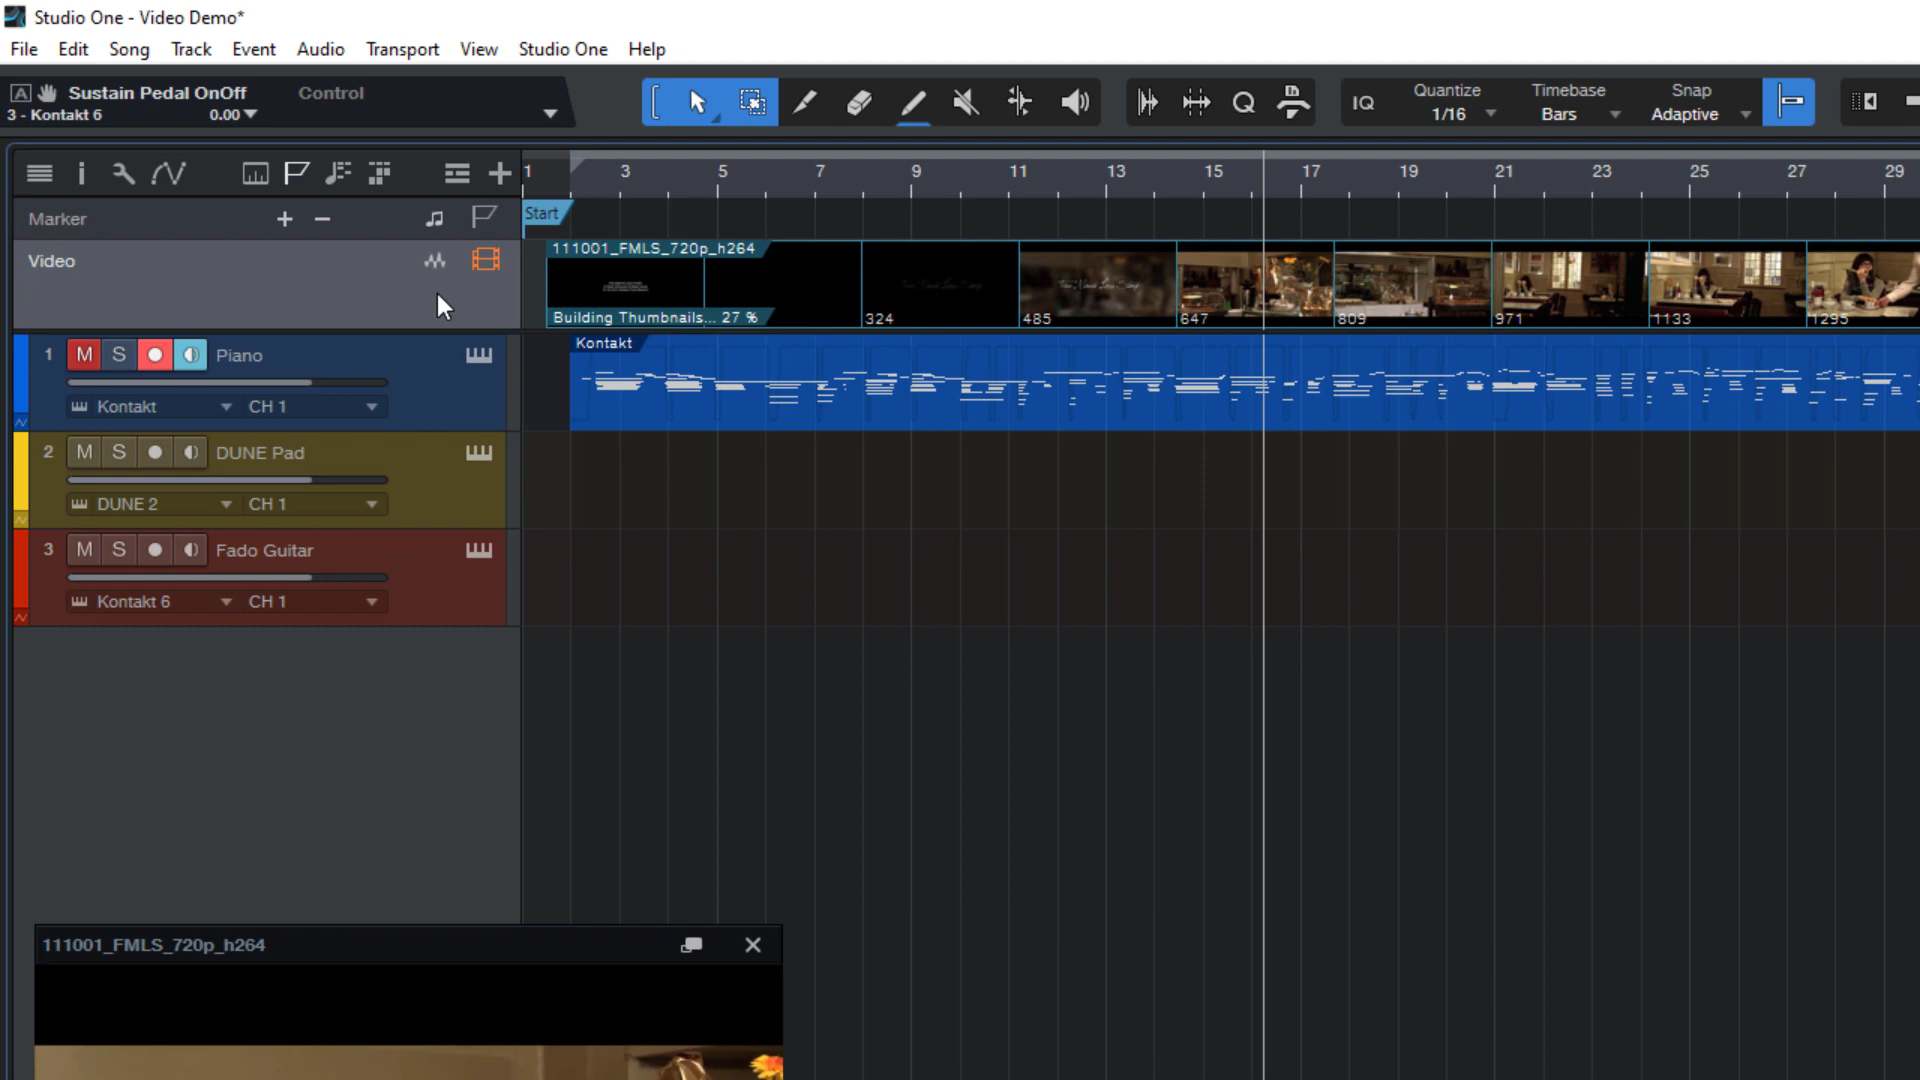 Studio One - Video Demo*
File Edit Song Track Event Audio Transport View Studio One Help
A Sustain Pedal OnOff Control
3 - Kontakt 6 0.00
IQ Quantize Timebase Snap
1/16 Bars Adaptive
1 3 5 7 9 11 13 15 17 19 21 23 25 27 29
Marker + −
Start
Video
111001_FMLS_720p_h264
Building Thumbnails... 27 %
324 485 647 809 971 1133 1295
1 M S Piano
Kontakt CH 1
Kontakt
2 M S DUNE Pad
DUNE 2 CH 1
3 M S Fado Guitar
Kontakt 6 CH 1
111001_FMLS_720p_h264